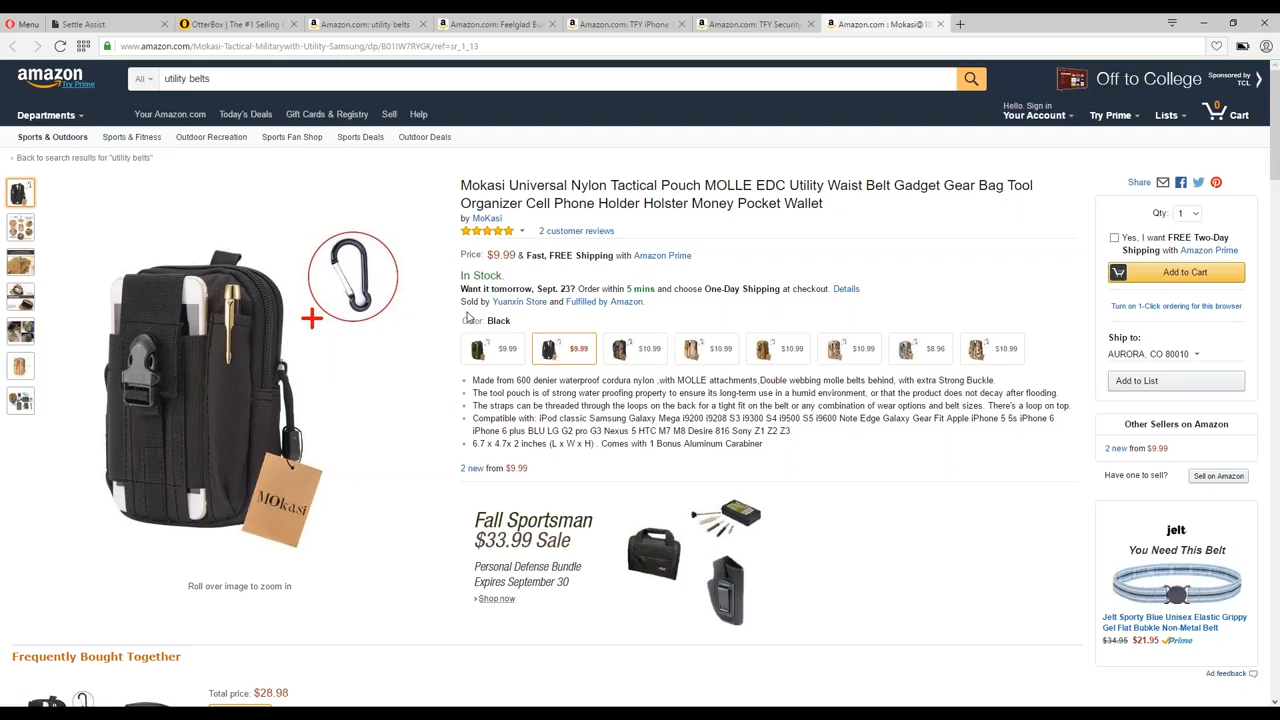 Menu
Settle Assist
OtterBox | The #1 Selling
Amazon.com: utility belts
Amazon.com: Feelglad Bu
Amazon.com: TFY iPhone
Amazon.com: TFY Security
Amazon.com : Mokasi@10
www.amazon.com/Mokasi-Tactical-Militarywith-Utility-Samsung/dp/B01IW7RYGK/ref=sr_1_13
amazon
Try Prime
All
utility belts
Off to College
Sponsored by
TCL
Departments
Your Amazon.com
Today's Deals
Gift Cards & Registry
Sell
Help
Hello. Sign in
Your Account
Try Prime
Lists
0
Cart
Sports & Outdoors
Sports & Fitness
Outdoor Recreation
Sports Fan Shop
Sports Deals
Outdoor Deals
‹ Back to search results for "utility belts"
MOkasi
Roll over image to zoom in
Mokasi Universal Nylon Tactical Pouch MOLLE EDC Utility Waist Belt Gadget Gear Bag Tool
Organizer Cell Phone Holder Holster Money Pocket Wallet
by MoKasi
2 customer reviews
Price: $9.99 & Fast, FREE Shipping with Amazon Prime
In Stock.
Want it tomorrow, Sept. 23? Order within 5 mins and choose One-Day Shipping at checkout. Details
Sold by Yuanxin Store and Fulfilled by Amazon.
Color: Black
$9.99
$9.99
$10.99
$10.99
$10.99
$10.99
$8.96
$10.99
Made from 600 denier waterproof cordura nylon ,with MOLLE attachments,Double webbing molle belts behind, with extra Strong Buckle.
The tool pouch is of strong water proofing property to ensure its long-term use in a humid environment, or that the product does not decay after flooding.
The straps can be threaded through the loops on the back for a tight fit on the belt or any combination of wear options and belt sizes. There's a loop on top.
Compatible with: iPod classic Samsung Galaxy Mega i9200 i9208 S3 i9300 S4 i9500 S5 i9600 Note Edge Galaxy Gear Fit Apple iPhone 5 5s iPhone 6
iPhone 6 plus BLU LG G2 pro G3 Nexus 5 HTC M7 M8 Desire 816 Sony Z1 Z2 Z3
6.7 x 4.7x 2 inches (L x W x H) . Comes with 1 Bonus Aluminum Carabiner
2 new from $9.99
Fall Sportsman
$33.99 Sale
Personal Defense Bundle
Expires September 30
› Shop now
Share
Qty: 1
Yes, I want FREE Two-Day
Shipping with Amazon Prime
Add to Cart
Turn on 1-Click ordering for this browser
Ship to:
AURORA, CO 80010
Add to List
Other Sellers on Amazon
2 new from $9.99
Have one to sell?
Sell on Amazon
jelt
You Need This Belt
Jelt Sporty Blue Unisex Elastic Grippy
Gel Flat Bubkle Non-Metal Belt
$34.95 $21.95 Prime
Ad feedback
Frequently Bought Together
Total price: $28.98